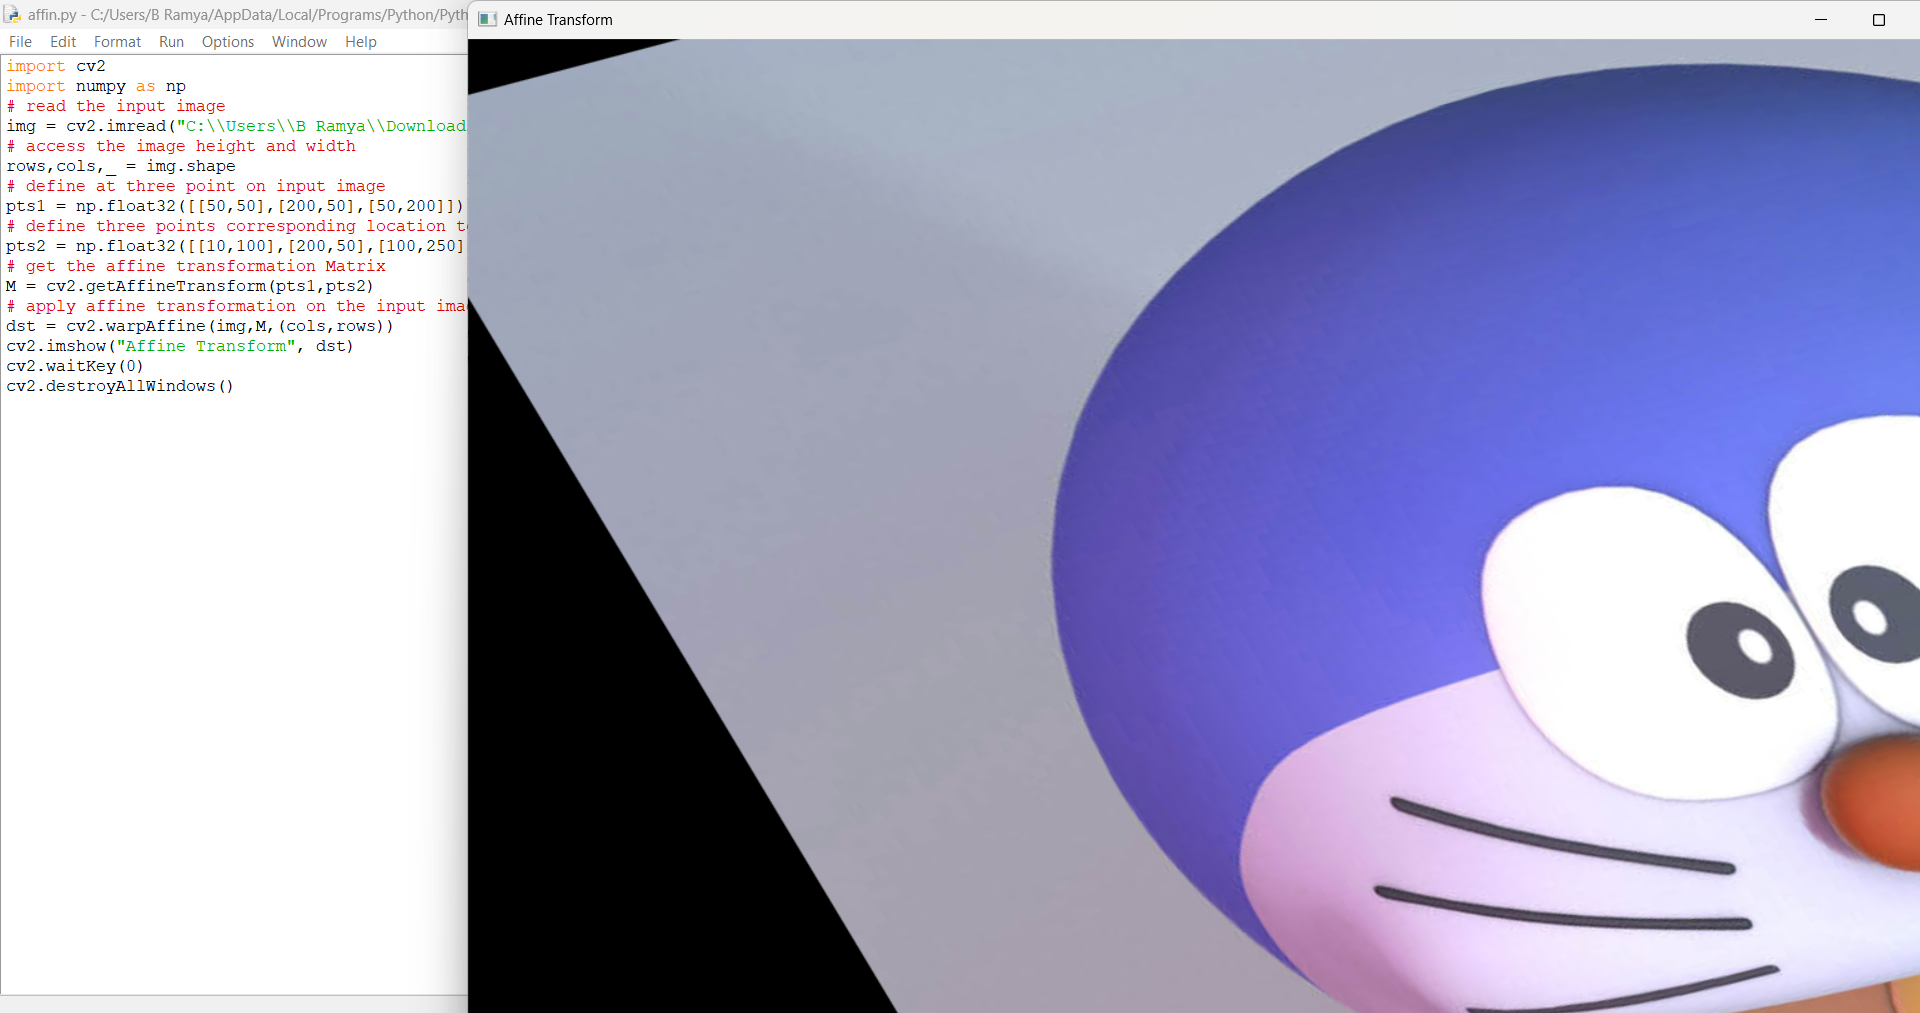 affin.py - C:/Users/B Ramya/AppData/Local/Programs/Python/Pyth
File Edit Format Run Options Window Help
import cv2
import numpy as np
# read the input image
img = cv2.imread("C:\\Users\\B Ramya\\Download
# access the image height and width
rows,cols,_ = img.shape
# define at three point on input image
pts1 = np.float32([[50,50],[200,50],[50,200]])
# define three points corresponding location t
pts2 = np.float32([[10,100],[200,50],[100,250]
# get the affine transformation Matrix
M = cv2.getAffineTransform(pts1,pts2)
# apply affine transformation on the input ima
dst = cv2.warpAffine(img,M,(cols,rows))
cv2.imshow("Affine Transform", dst)
cv2.waitKey(0)
cv2.destroyAllWindows()
Affine Transform